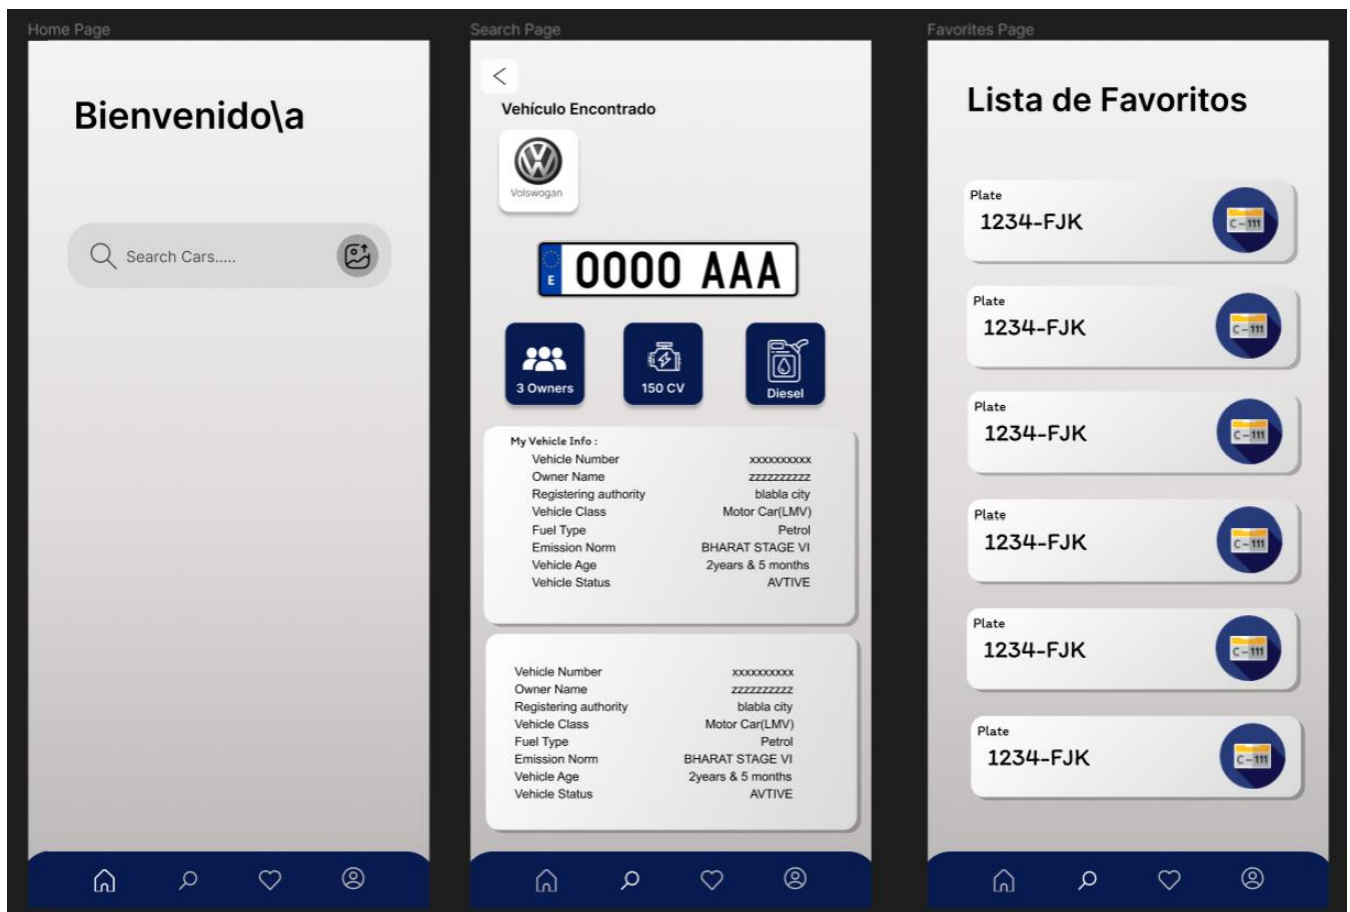 Home Page
Bienvenido\a
Search Cars.....
Search Page
Vehículo Encontrado
Volswogan
E
0000 AAA
3 Owners
150 CV
Diesel
My Vehicle Info :
Vehicle Number xxxxxxxxxx
Owner Name zzzzzzzzzz
Registering authority blabla city
Vehicle Class Motor Car(LMV)
Fuel Type Petrol
Emission Norm BHARAT STAGE VI
Vehicle Age 2years & 5 months
Vehicle Status AVTIVE
Vehicle Number xxxxxxxxxx
Owner Name zzzzzzzzzz
Registering authority blabla city
Vehicle Class Motor Car(LMV)
Fuel Type Petrol
Emission Norm BHARAT STAGE VI
Vehicle Age 2years & 5 months
Vehicle Status AVTIVE
Favorites Page
Lista de Favoritos
Plate
1234-FJK
C-111
Plate
1234-FJK
C-111
Plate
1234-FJK
C-111
Plate
1234-FJK
C-111
Plate
1234-FJK
C-111
Plate
1234-FJK
C-111